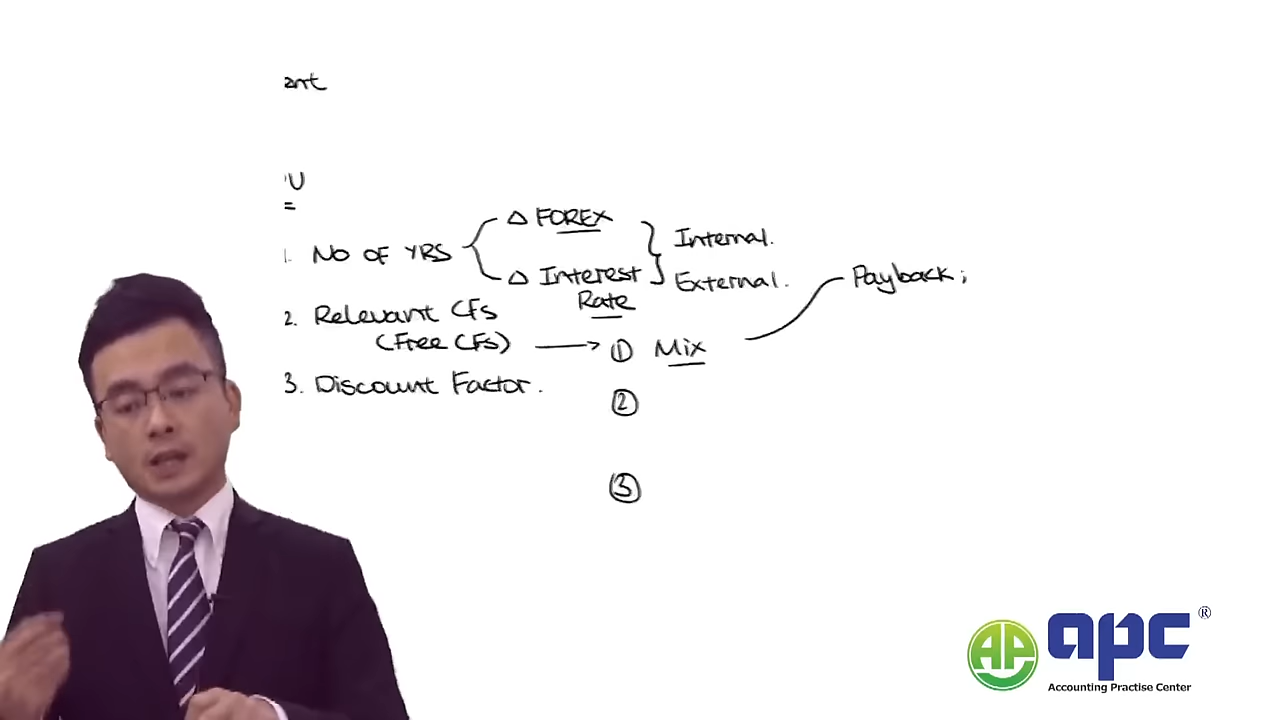 1. NO OF YRS
△ FOREX
△ Interest
Rate
Internal.
External.
2. Relevant CFs
(Free CFs) → ① Mix
Payback;
3. Discount Factor.
②
③
AP apc ®
Accounting Practise Center